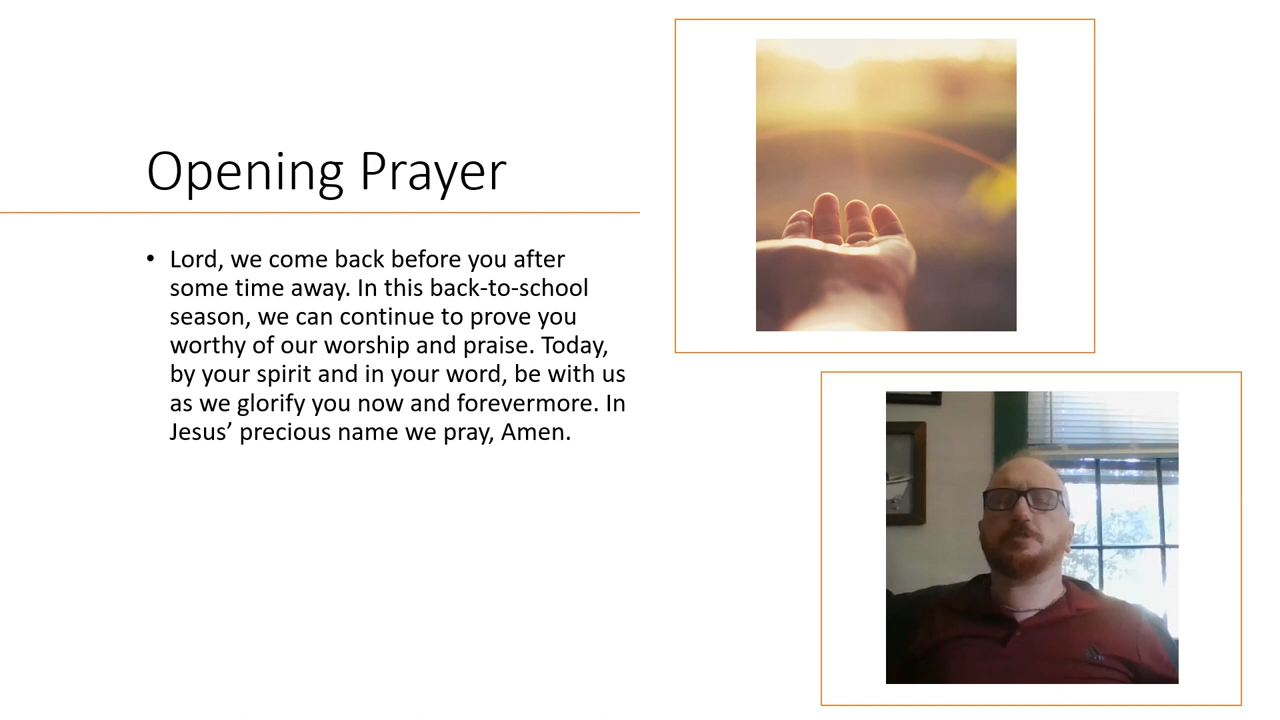 Opening Prayer
• Lord, we come back before you after
some time away. In this back-to-school
season, we can continue to prove you
worthy of our worship and praise. Today,
by your spirit and in your word, be with us
as we glorify you now and forevermore. In
Jesus’ precious name we pray, Amen.